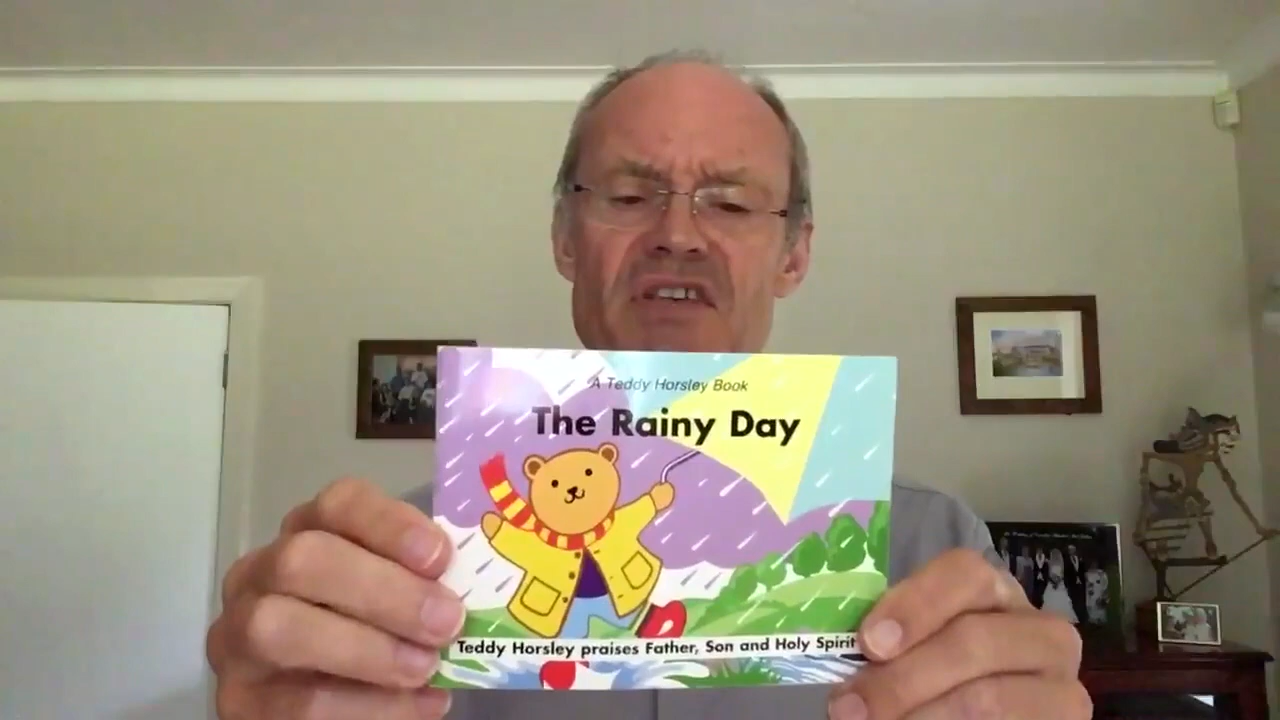 A Teddy Horsley Book
The Rainy Day
Teddy Horsley praises Father, Son and Holy Spirit